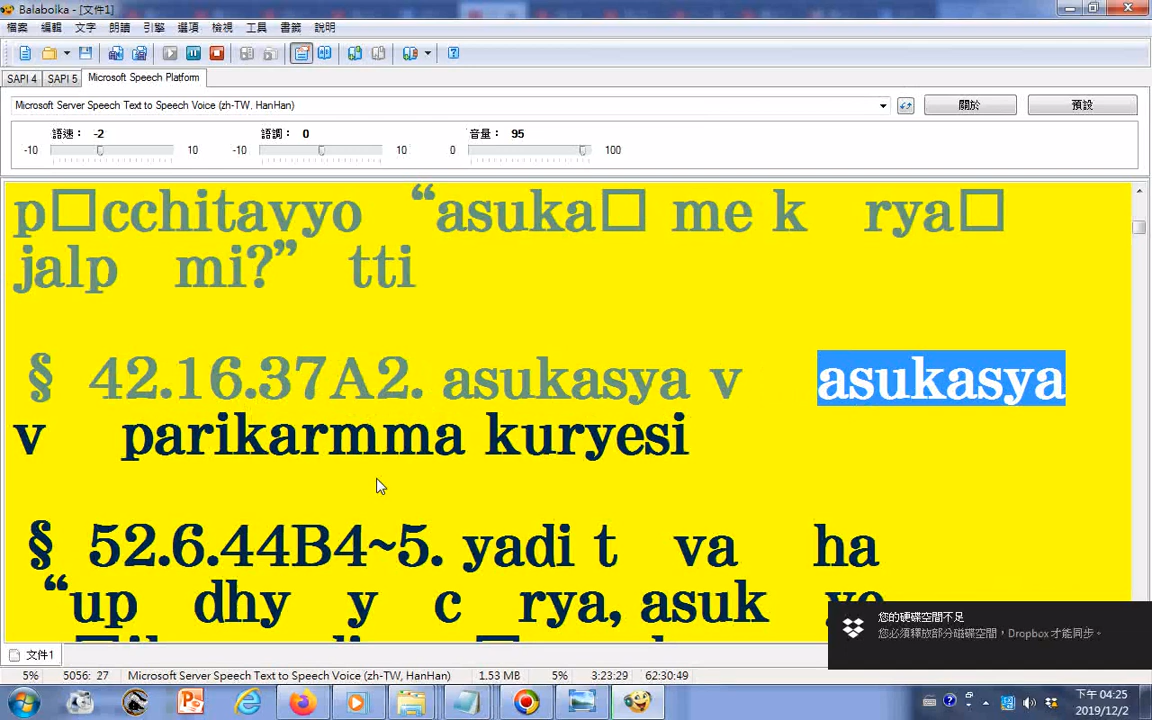 Balabolka - [文件1]
檔案 編輯 文字 朗讀 引擎 選項 檢視 工具 書籤 說明
SAPI 4 SAPI 5 Microsoft Speech Platform
Microsoft Server Speech Text to Speech Voice (zh-TW, HanHan) 關於 預設
語速： -2 語調： 0 音量： 95
-10 10 -10 10 0 100
p□cchitavyo “asuka□ me k rya□
jalp mi?” tti
§ 42.16.37A2. asukasya v asukasya
v parikarmma kuryesi
§ 52.6.44B4~5. yadi t va ha
“up dhy y c rya, asuk
您的硬碟空間不足
您必須釋放部分磁碟空間，Dropbox 才能同步。
文件1
5% 5056: 27 Microsoft Server Speech Text to Speech Voice (zh-TW, HanHan) 1.53 MB 5% 3:23:29 62:30:49
下午 04:25
2019/12/2